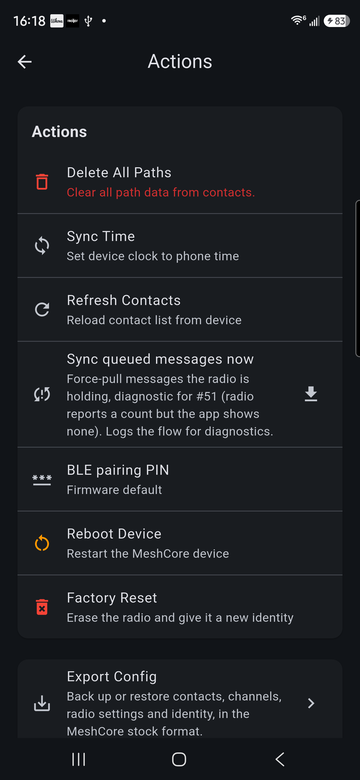 16:18
6
83
Actions
Actions
Delete All Paths
Clear all path data from contacts.
Sync Time
Set device clock to phone time
Refresh Contacts
Reload contact list from device
Sync queued messages now
Force-pull messages the radio is
holding, diagnostic for #51 (radio
reports a count but the app shows
none). Logs the flow for diagnostics.
BLE pairing PIN
Firmware default
Reboot Device
Restart the MeshCore device
Factory Reset
Erase the radio and give it a new identity
Export Config
Back up or restore contacts, channels,
radio settings and identity, in the
MeshCore stock format.